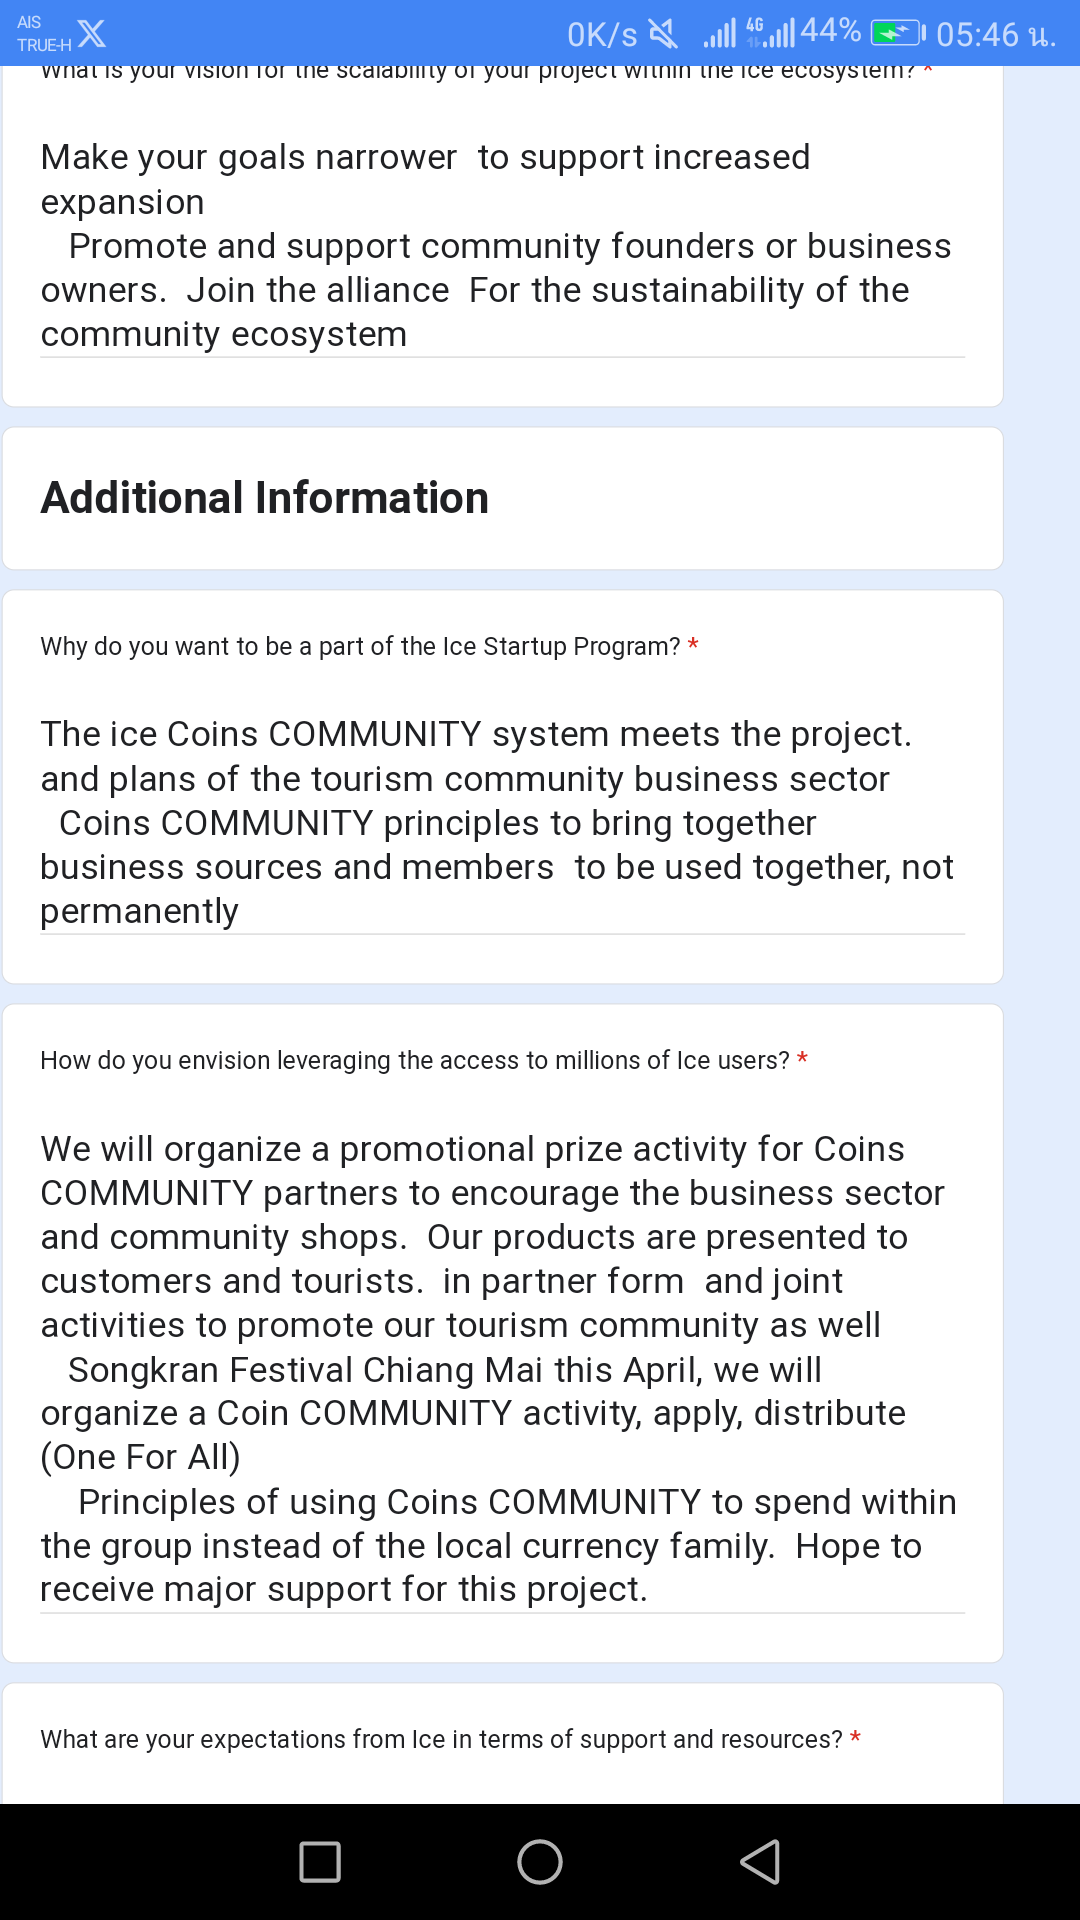 AIS
TRUE-H
0K/s 4G 44% 05:46 น.
What is your vision for the scalability of your project within the Ice ecosystem? *
Make your goals narrower  to support increased
expansion
Promote and support community founders or business
owners.  Join the alliance  For the sustainability of the
community ecosystem
Additional Information
Why do you want to be a part of the Ice Startup Program? *
The ice Coins COMMUNITY system meets the project.
and plans of the tourism community business sector
Coins COMMUNITY principles to bring together
business sources and members  to be used together, not
permanently
How do you envision leveraging the access to millions of Ice users? *
We will organize a promotional prize activity for Coins
COMMUNITY partners to encourage the business sector
and community shops.  Our products are presented to
customers and tourists.  in partner form  and joint
activities to promote our tourism community as well
Songkran Festival Chiang Mai this April, we will
organize a Coin COMMUNITY activity, apply, distribute
(One For All)
Principles of using Coins COMMUNITY to spend within
the group instead of the local currency family.  Hope to
receive major support for this project.
What are your expectations from Ice in terms of support and resources? *